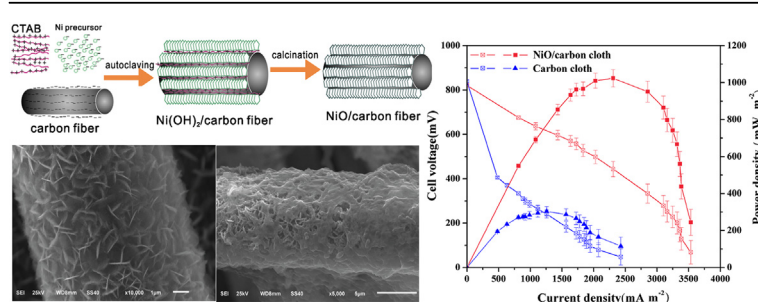 CTAB
Ni precursor
autoclaving
calcination
carbon fiber
Ni(OH)₂/carbon fiber
NiO/carbon fiber
SEI 25kV WD8mm SS40 x10,000 1μm
SEI 25kV WD8mm SS40 x5,000 5μm
NiO/carbon cloth
Carbon cloth
Cell voltage(mV)
1000
800
600
400
200
0
Power density / (mW m⁻²)
1200
1000
800
600
400
200
0
0 500 1000 1500 2000 2500 3000 3500 4000
Current density/(mA m⁻²)